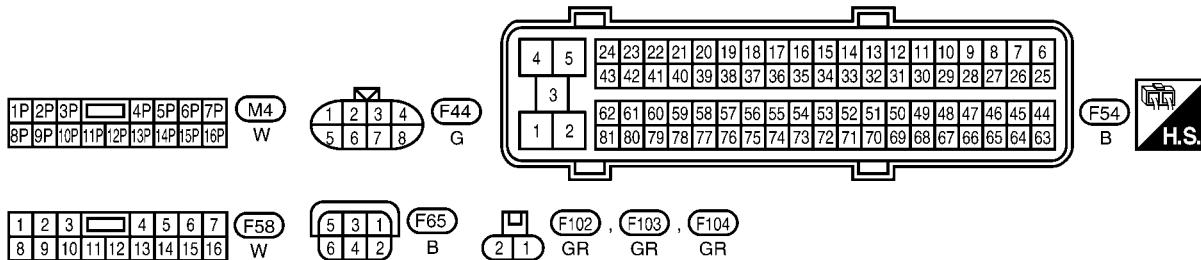 1P 2P 3P 4P 5P 6P 7P
8P 9P 10P 11P 12P 13P 14P 15P 16P
M4
W
1 2 3 4
5 6 7 8
F44
G
4 5
3
1 2
24 23 22 21 20 19 18 17 16 15 14 13 12 11 10 9 8 7 6
43 42 41 40 39 38 37 36 35 34 33 32 31 30 29 28 27 26 25
62 61 60 59 58 57 56 55 54 53 52 51 50 49 48 47 46 45 44
81 80 79 78 77 76 75 74 73 72 71 70 69 68 67 66 65 64 63
F54
B
H.S.
1 2 3 4 5 6 7
8 9 10 11 12 13 14 15 16
F58
W
5 3 1
6 4 2
F65
B
2 1
F102 , F103 , F104
GR GR GR